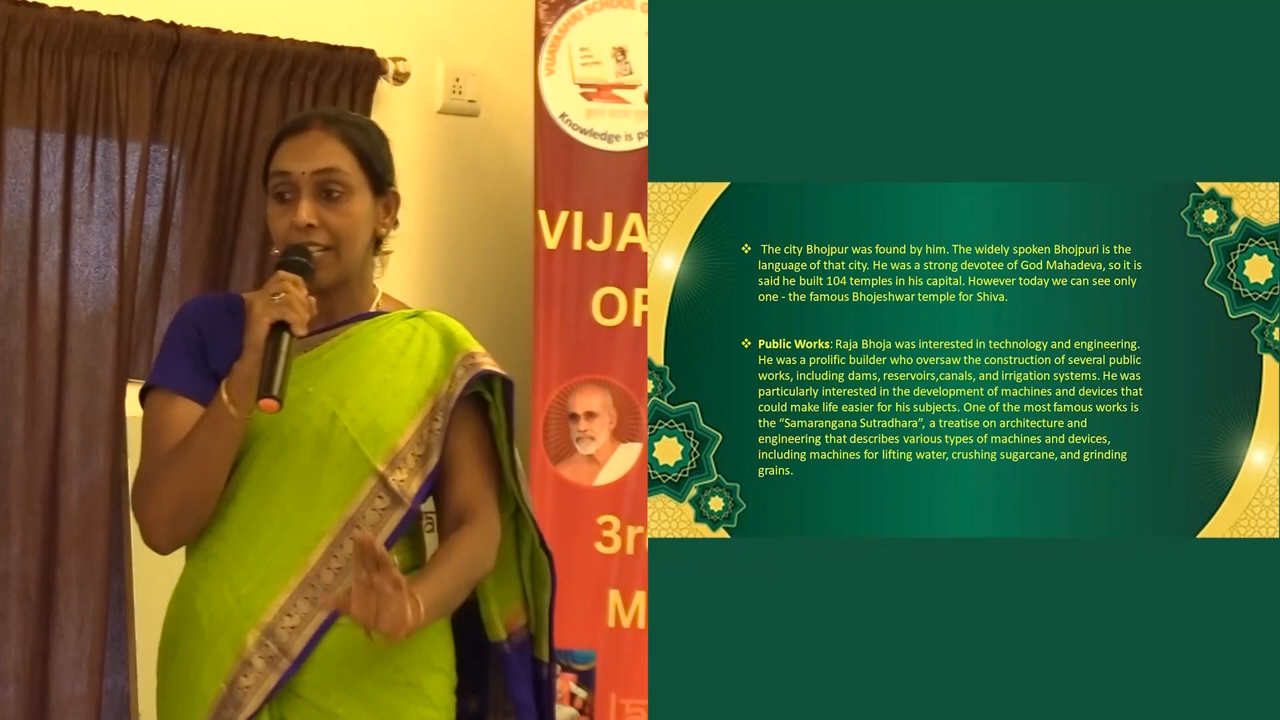 VIJAYASHRI SCHOOL O
Knowledge is po
VIJA
OF
3r
M
❖ The city Bhojpur was found by him. The widely spoken Bhojpuri is the
language of that city. He was a strong devotee of God Mahadeva, so it is
said he built 104 temples in his capital. However today we can see only
one - the famous Bhojeshwar temple for Shiva.
❖ Public Works: Raja Bhoja was interested in technology and engineering.
He was a prolific builder who oversaw the construction of several public
works, including dams, reservoirs,canals, and irrigation systems. He was
particularly interested in the development of machines and devices that
could make life easier for his subjects. One of the most famous works is
the “Samarangana Sutradhara”, a treatise on architecture and
engineering that describes various types of machines and devices,
including machines for lifting water, crushing sugarcane, and grinding
grains.